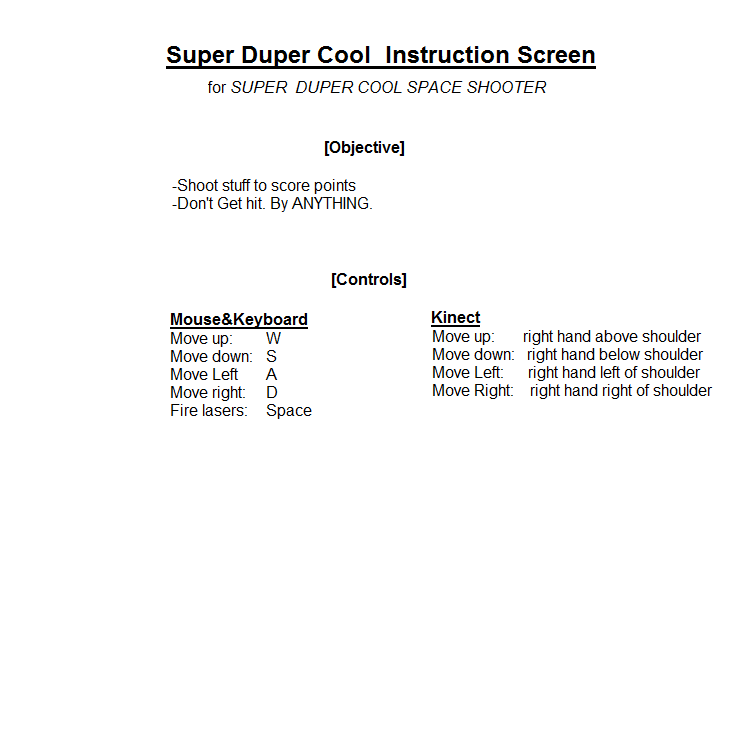 Super Duper Cool  Instruction Screen
for SUPER  DUPER COOL SPACE SHOOTER
[Objective]
-Shoot stuff to score points
-Don't Get hit. By ANYTHING.
[Controls]
Mouse&Keyboard
Move up: W
Move down: S
Move Left A
Move right: D
Fire lasers: Space
Kinect
Move up: right hand above shoulder
Move down: right hand below shoulder
Move Left: right hand left of shoulder
Move Right: right hand right of shoulder